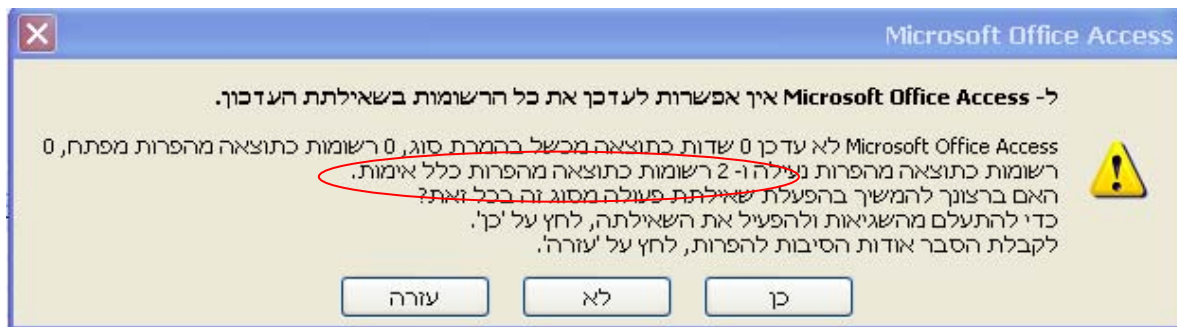 Microsoft Office Access
ל- Microsoft Office Access אין אפשרות לעדכן את כל הרשומות בשאילתת העדכון.
Microsoft Office Access לא עדכן 0 שדות כתוצאה מכשל בהמרת סוג, 0 רשומות כתוצאה מהפרות מפתח, 0
רשומות כתוצאה מהפרות נעילה ו- 2 רשומות כתוצאה מהפרות כלל אימות.
האם ברצונך להמשיך בהפעלת שאילתת פעולה מסוג זה בכל זאת?
כדי להתעלם מהשגיאות ולהפעיל את השאילתה, לחץ על 'כן'.
לקבלת הסבר אודות הסיבות להפרות, לחץ על 'עזרה'.
כן לא עזרה